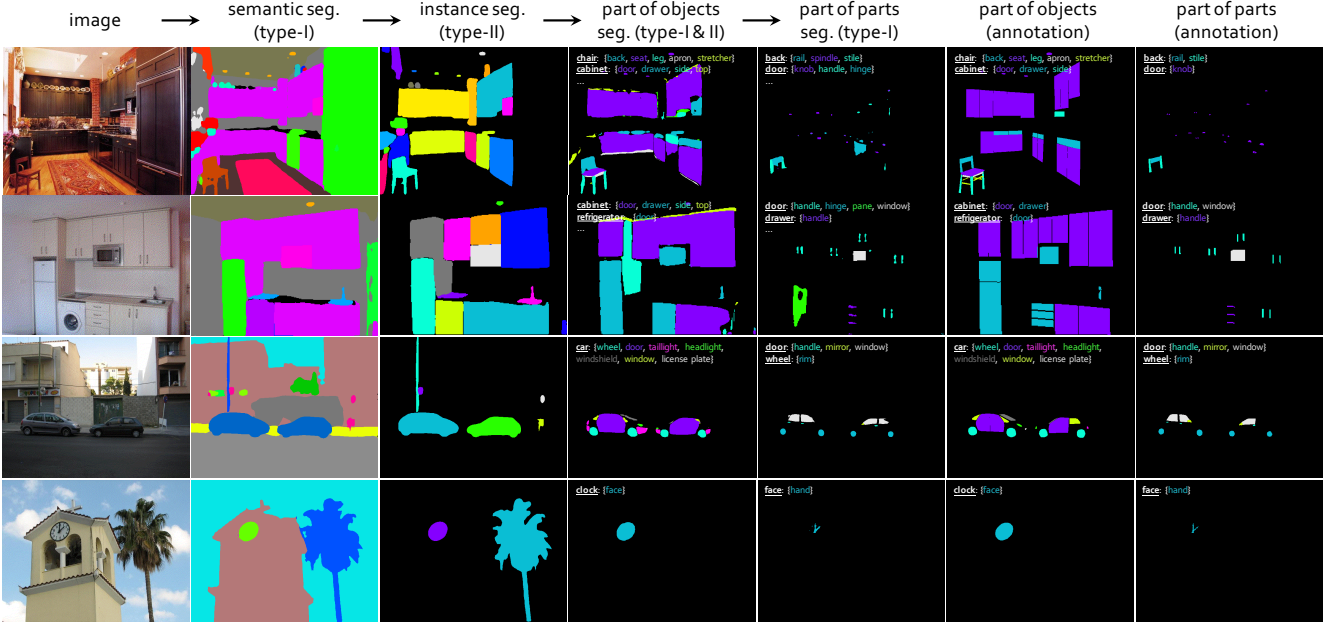 image
semantic seg.
(type-I)
instance seg.
(type-II)
part of objects
seg. (type-I & II)
part of parts
seg. (type-I)
part of objects
(annotation)
part of parts
(annotation)
chair: {back, seat, leg, apron, stretcher}
cabinet: {door, drawer, side, top}
...
back: {rail, spindle, stile}
door: {knob, handle, hinge}
...
chair: {back, seat, leg, apron, stretcher}
cabinet: {door, drawer, side}
back: {rail, stile}
door: {knob}
cabinet: {door, drawer, side, top}
refrigerator: {door}
...
door: {handle, hinge, pane, window}
drawer: {handle}
...
cabinet: {door, drawer}
refrigerator: {door}
door: {handle, window}
drawer: {handle}
car: {wheel, door, taillight, headlight,
windshield, window, license plate}
door: {handle, mirror, window}
wheel: {rim}
car: {wheel, door, taillight, headlight,
windshield, window, license plate}
door: {handle, mirror, window}
wheel: {rim}
clock: {face}
face: {hand}
clock: {face}
face: {hand}